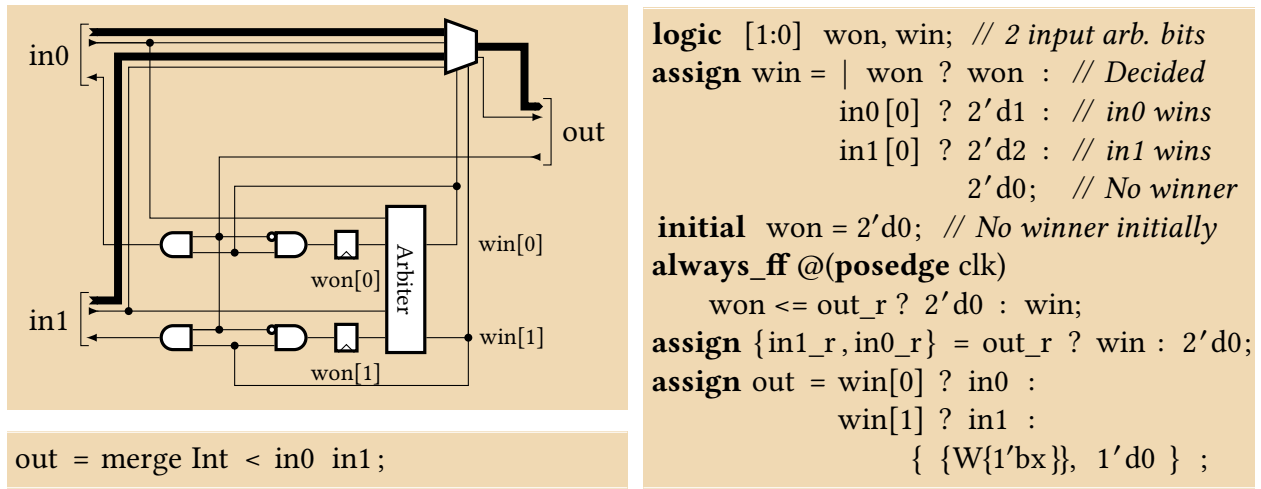 in0
out
win[0]
won[0]
Arbiter
in1
win[1]
won[1]
out = merge Int < in0 in1 ;
logic [1:0] won, win; // 2 input arb. bits
assign win = | won ? won : // Decided
in0 [0] ? 2'd1 : // in0 wins
in1 [0] ? 2'd2 : // in1 wins
2'd0; // No winner
initial won = 2'd0; // No winner initially
always_ff @(posedge clk)
won <= out_r ? 2'd0 : win;
assign {in1_r , in0_r} = out_r ? win : 2'd0;
assign out = win[0] ? in0 :
win[1] ? in1 :
{ {W{1'bx}}, 1'd0 } ;